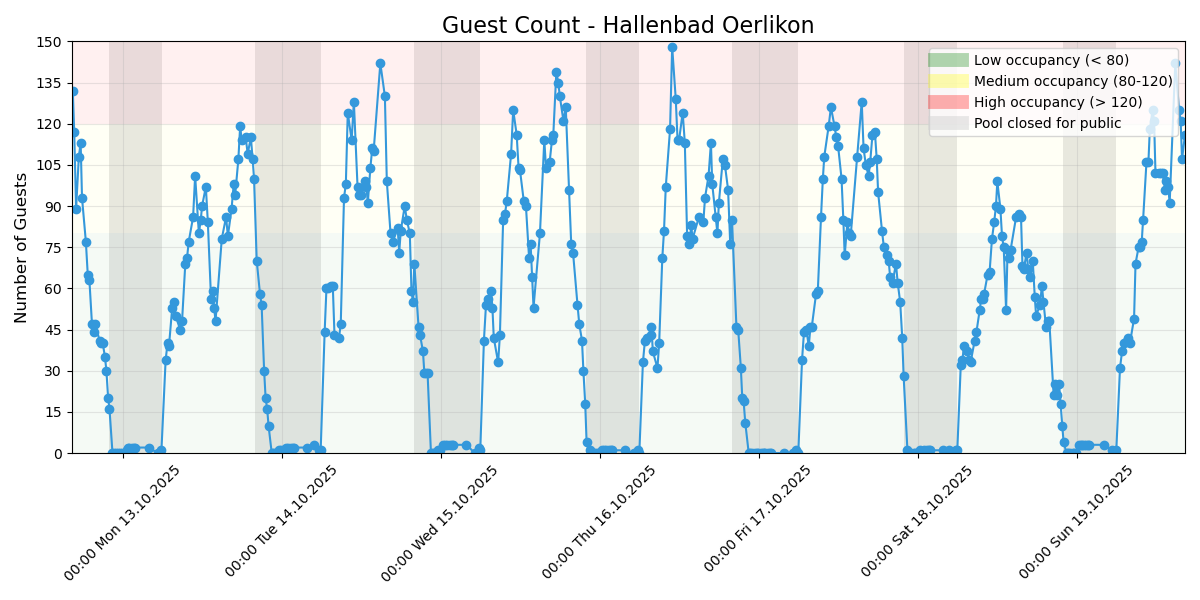 Guest Count - Hallenbad Oerlikon
Number of Guests
150
135
120
105
90
75
60
45
30
15
0
Low occupancy (< 80)
Medium occupancy (80-120)
High occupancy (> 120)
Pool closed for public
00:00 Mon 13.10.2025
00:00 Tue 14.10.2025
00:00 Wed 15.10.2025
00:00 Thu 16.10.2025
00:00 Fri 17.10.2025
00:00 Sat 18.10.2025
00:00 Sun 19.10.2025